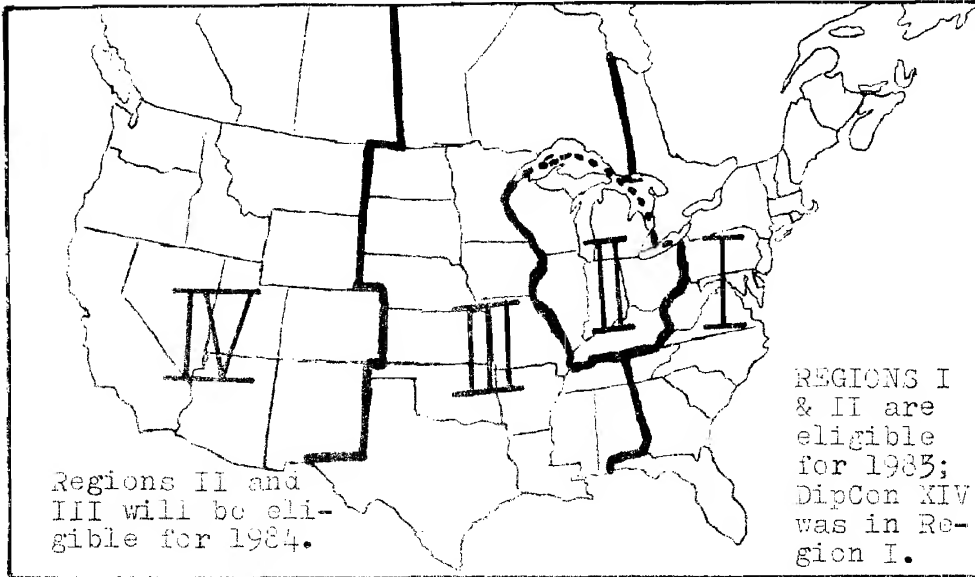 IV
III
II
I
REGIONS I
& II are
eligible
for 1983;
DipCon XIV
was in Re-
gion I.
Regions II and
III will be eli-
gible for 1984.